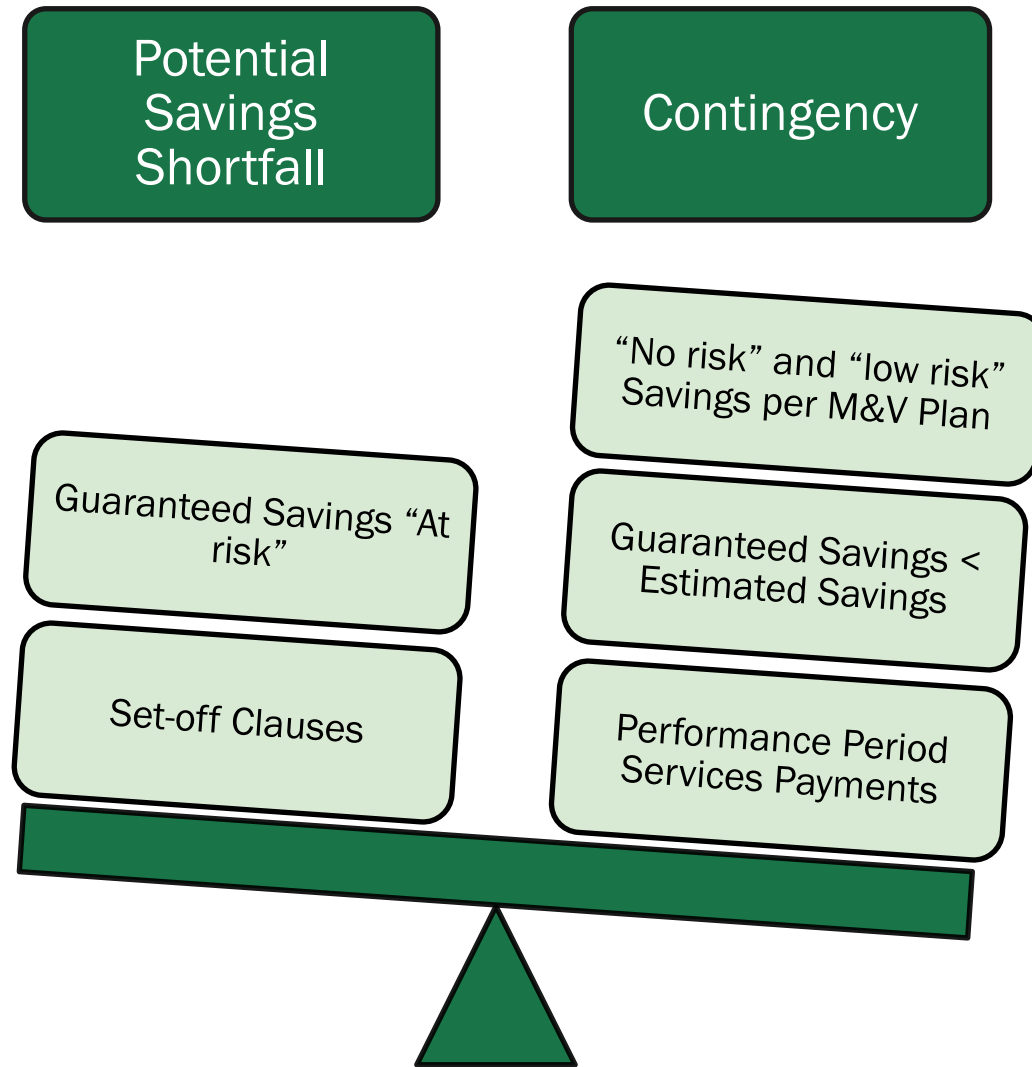 Potential
Savings
Shortfall
Contingency
Guaranteed Savings “At
risk”
Set-off Clauses
“No risk” and “low risk”
Savings per M&V Plan
Guaranteed Savings <
Estimated Savings
Performance Period
Services Payments